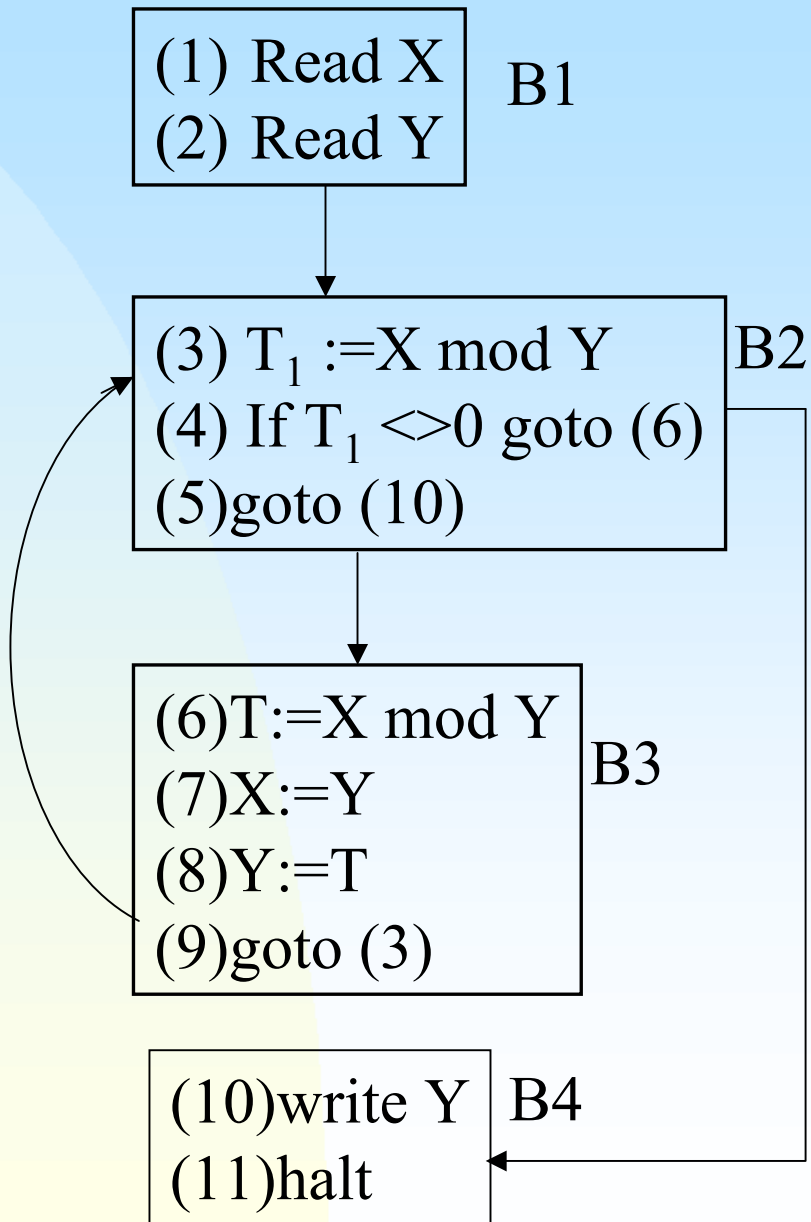 (1) Read X
(2) Read Y
B1
(3) T₁ :=X mod Y
(4) If T₁ <>0 goto (6)
(5)goto (10)
B2
(6)T:=X mod Y
(7)X:=Y
(8)Y:=T
(9)goto (3)
B3
(10)write Y
(11)halt
B4